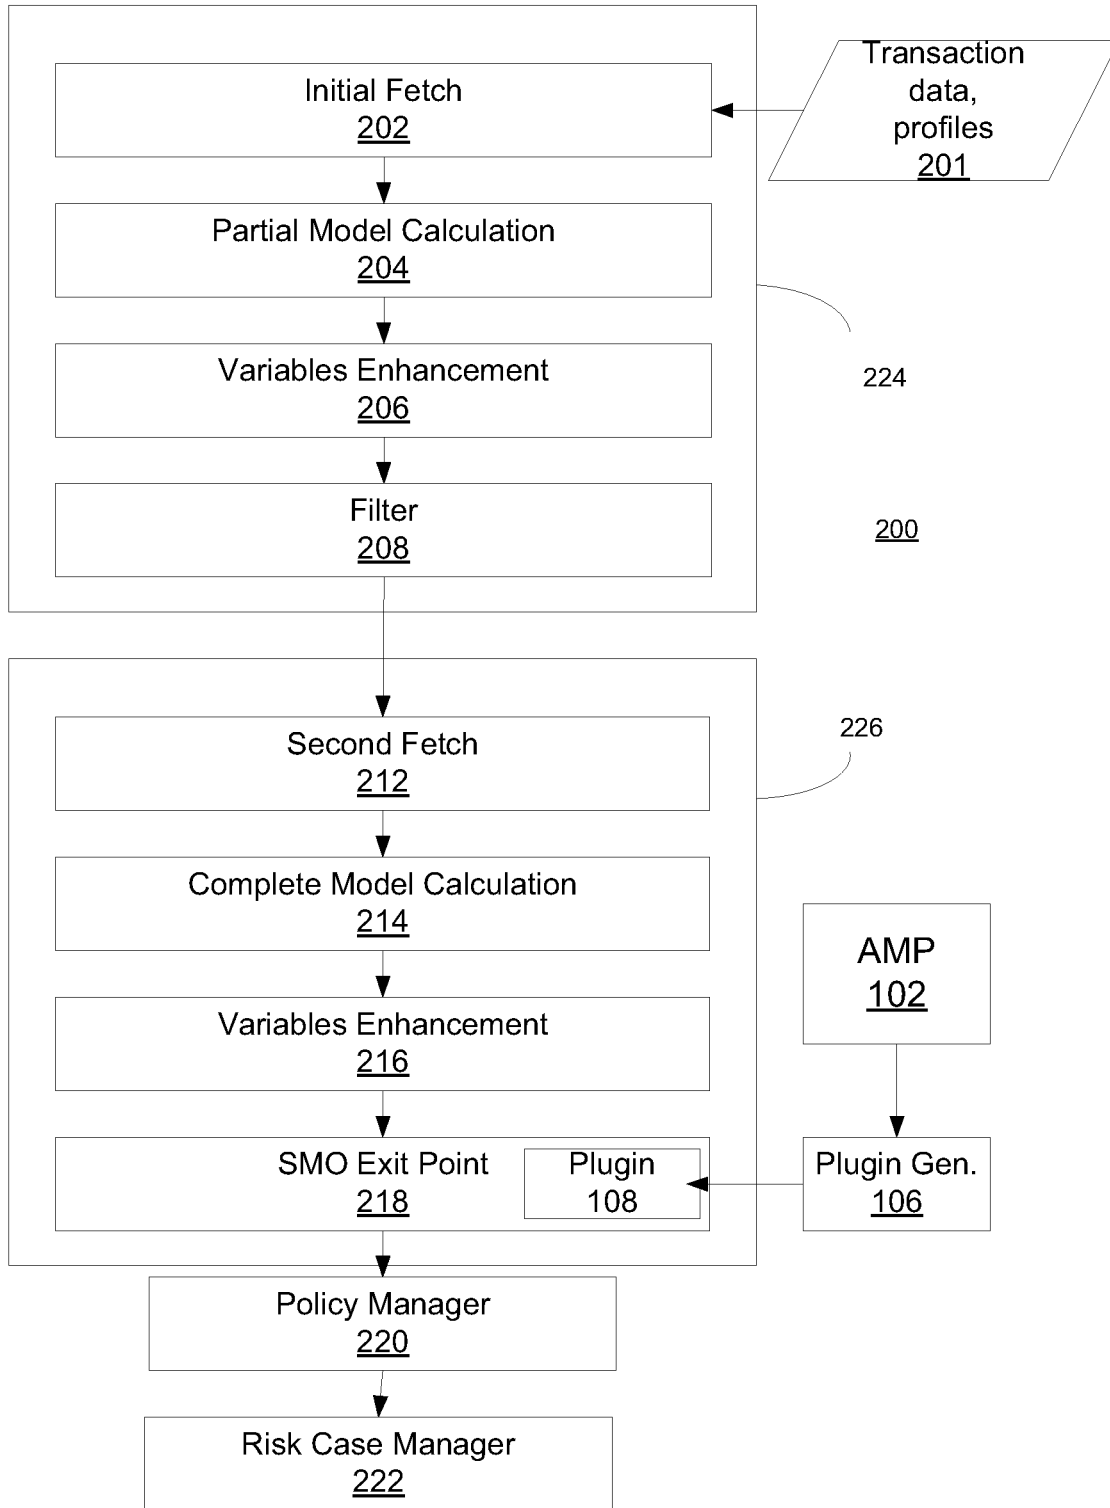 Initial Fetch
202
Transaction
data,
profiles
201
Partial Model Calculation
204
Variables Enhancement
206
224
Filter
208
200
Second Fetch
212
226
Complete Model Calculation
214
AMP
102
Variables Enhancement
216
SMO Exit Point
218
Plugin
108
Plugin Gen.
106
Policy Manager
220
Risk Case Manager
222